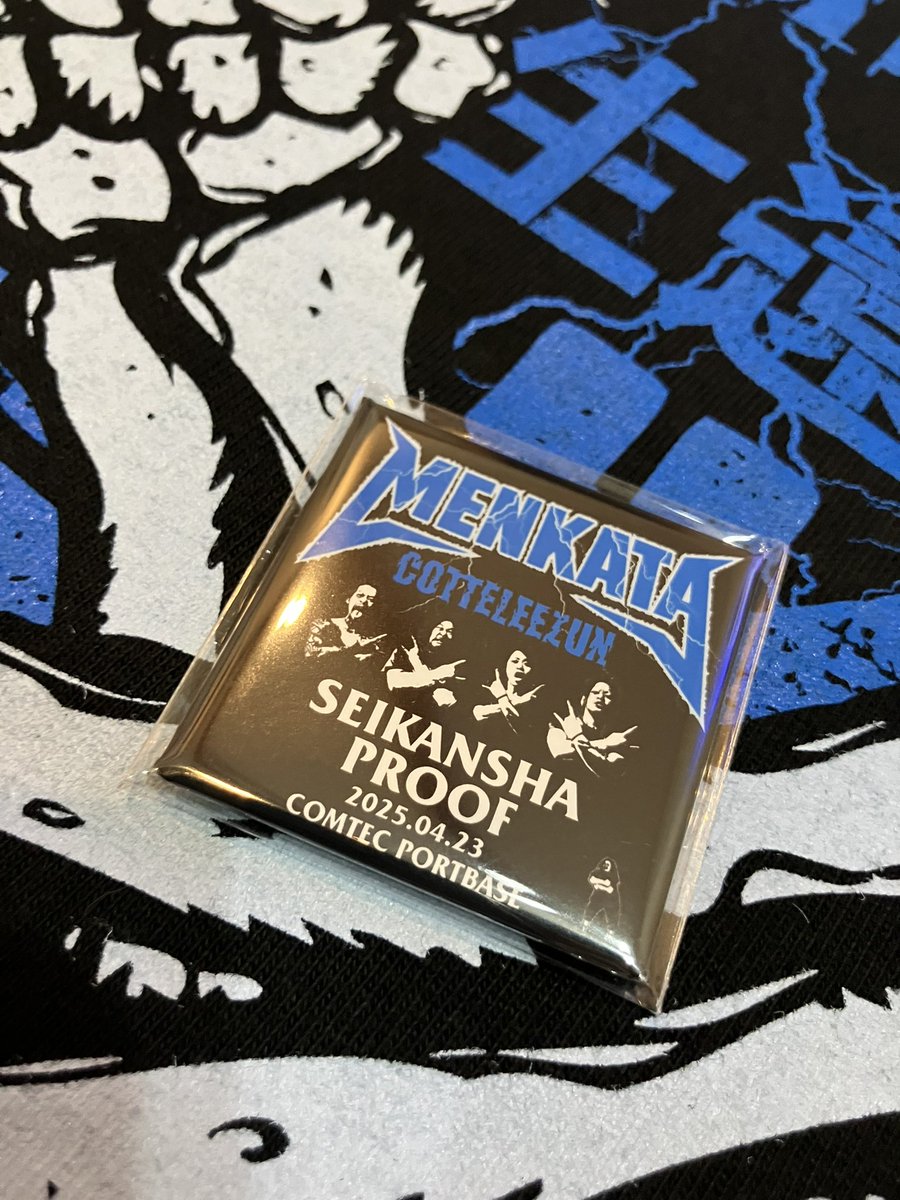 MENKATA
COTTELEEZUN
SEIKANSHA
PROOF
2025.04.23
COMTEC PORTBASE